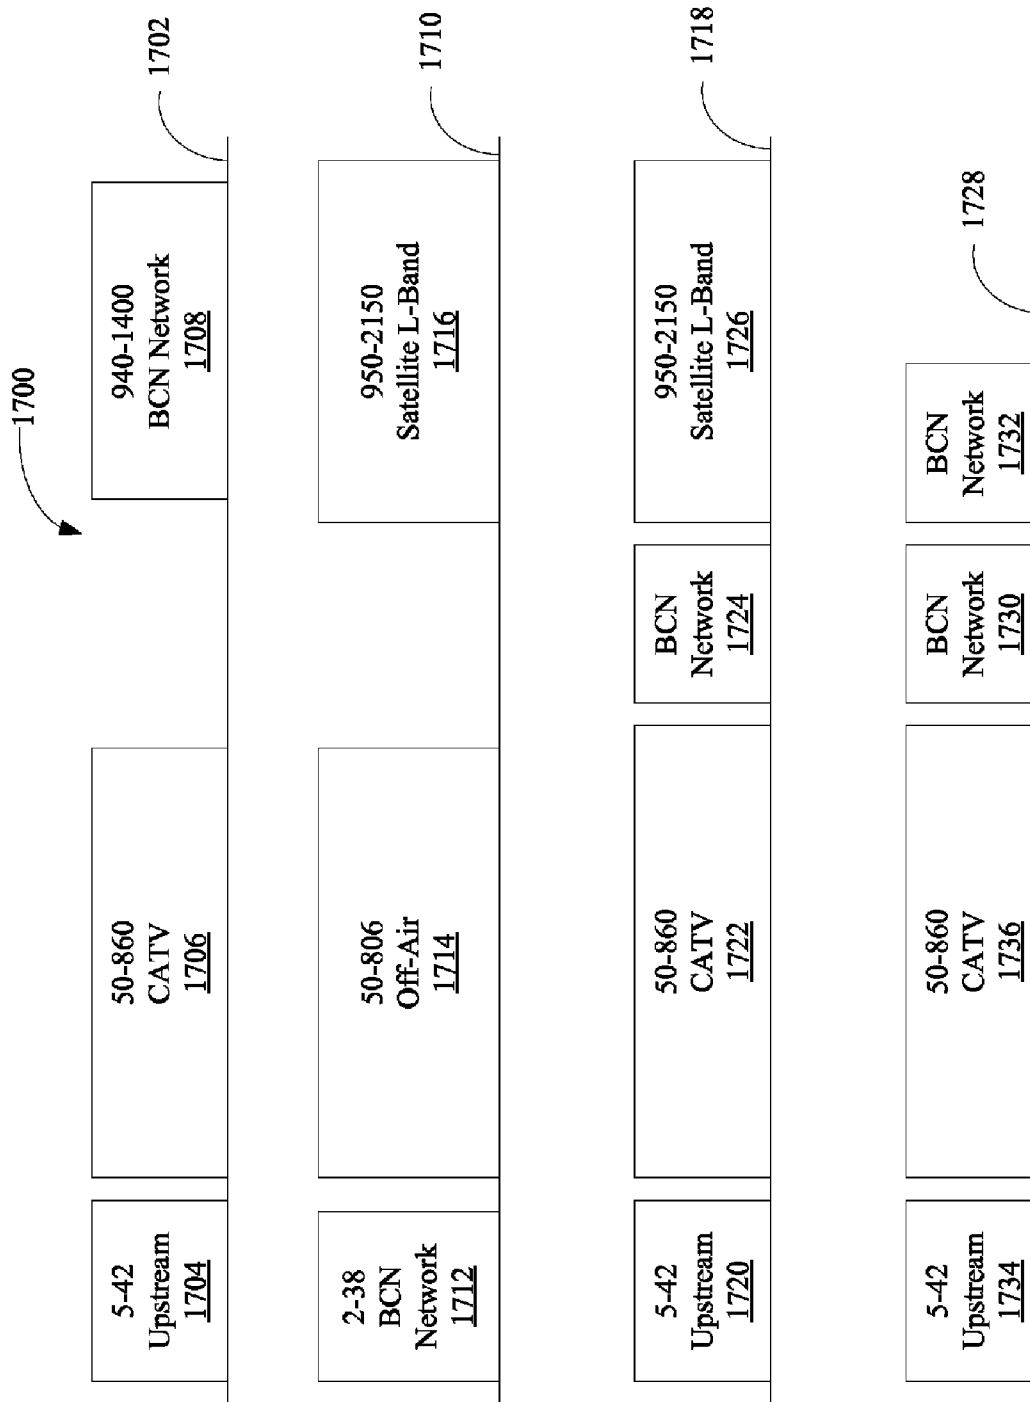 1700
5-42
Upstream
1704
50-860
CATV
1706
940-1400
BCN Network
1708
1702
2-38
BCN
Network
1712
50-806
Off-Air
1714
950-2150
Satellite L-Band
1716
1710
5-42
Upstream
1720
50-860
CATV
1722
BCN
Network
1724
950-2150
Satellite L-Band
1726
1718
5-42
Upstream
1734
50-860
CATV
1736
BCN
Network
1730
BCN
Network
1732
1728